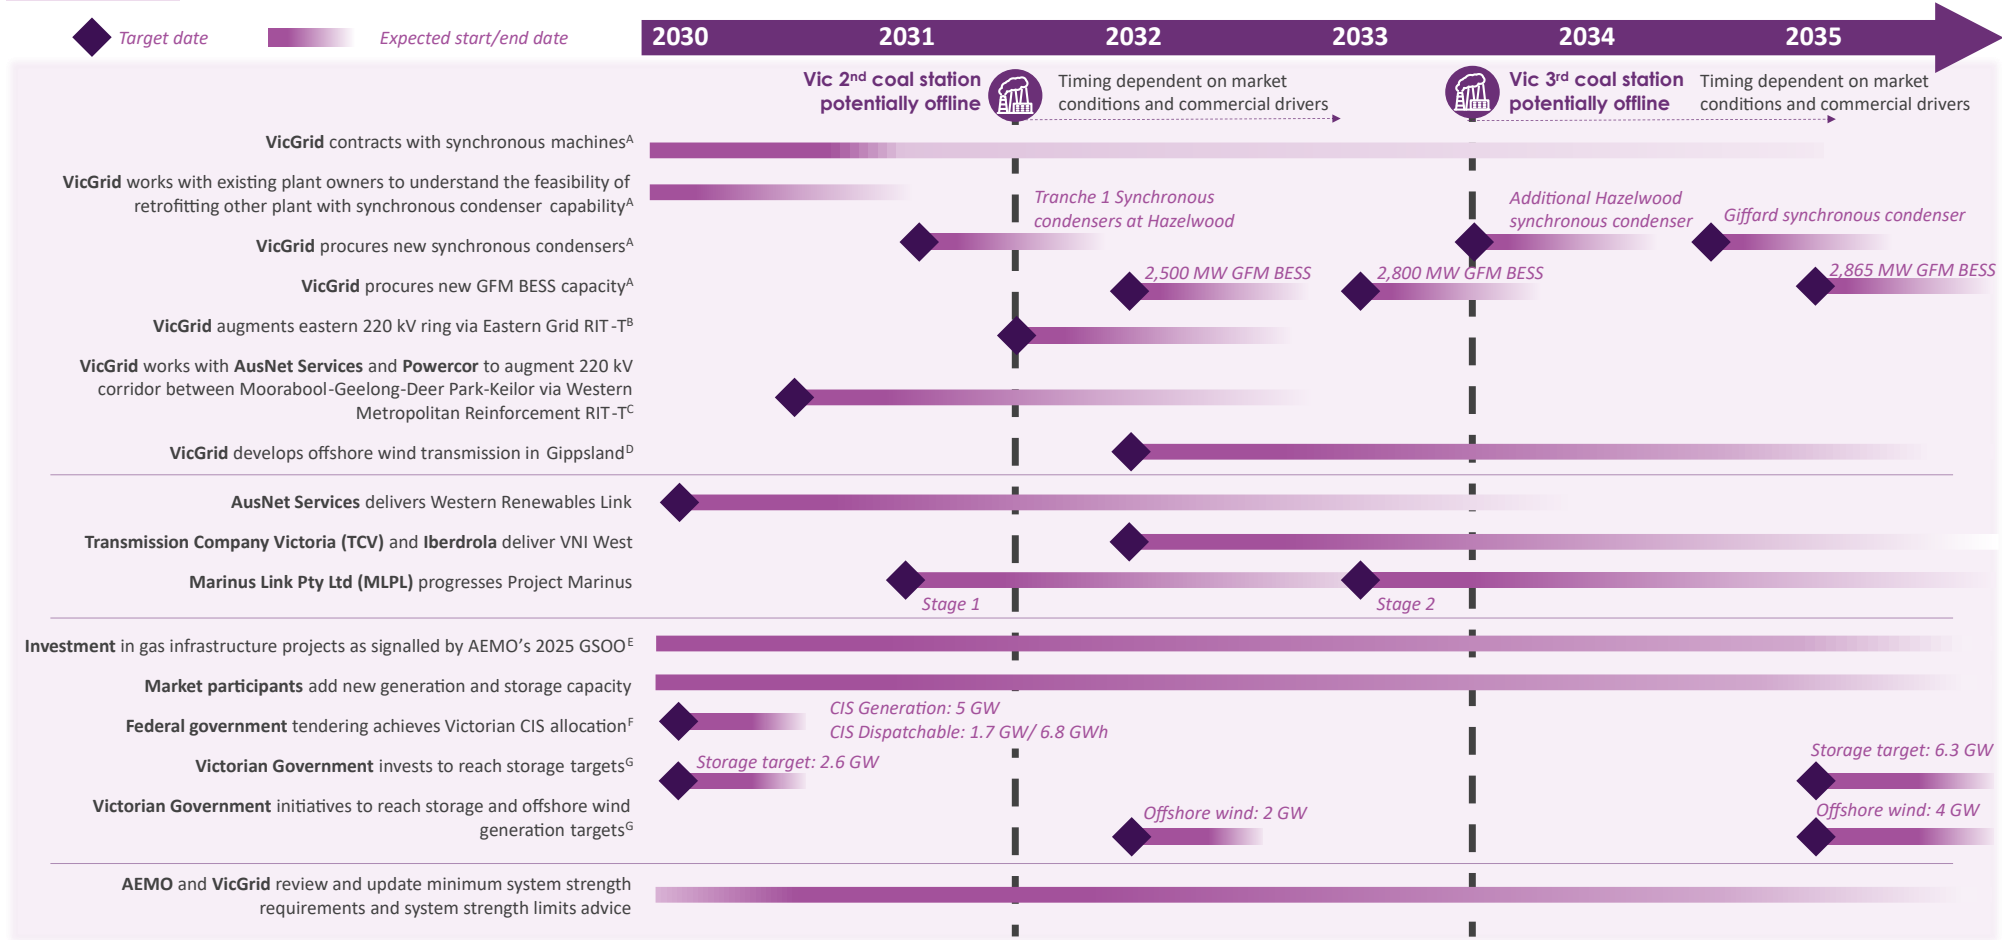 Target date
Expected start/end date
2030 2031 2032 2033 2034 2035
Vic 2nd coal station
potentially offline
Timing dependent on market
conditions and commercial drivers
Vic 3rd coal station
potentially offline
Timing dependent on market
conditions and commercial drivers
VicGrid contracts with synchronous machinesA
VicGrid works with existing plant owners to understand the feasibility of
retrofitting other plant with synchronous condenser capabilityA
Tranche 1 Synchronous
condensers at Hazelwood
Additional Hazelwood
synchronous condenser
Giffard synchronous condenser
VicGrid procures new synchronous condensersA
VicGrid procures new GFM BESS capacityA
2,500 MW GFM BESS
2,800 MW GFM BESS
2,865 MW GFM BESS
VicGrid augments eastern 220 kV ring via Eastern Grid RIT-TB
VicGrid works with AusNet Services and Powercor to augment 220 kV
corridor between Moorabool-Geelong-Deer Park-Keilor via Western
Metropolitan Reinforcement RIT-TC
VicGrid develops offshore wind transmission in GippslandD
AusNet Services delivers Western Renewables Link
Transmission Company Victoria (TCV) and Iberdrola deliver VNI West
Marinus Link Pty Ltd (MLPL) progresses Project Marinus
Stage 1
Stage 2
Investment in gas infrastructure projects as signalled by AEMO's 2025 GSOOE
Market participants add new generation and storage capacity
Federal government tendering achieves Victorian CIS allocationF
CIS Generation: 5 GW
CIS Dispatchable: 1.7 GW/ 6.8 GWh
Victorian Government invests to reach storage targetsG
Storage target: 2.6 GW
Storage target: 6.3 GW
Victorian Government initiatives to reach storage and offshore wind
generation targetsG
Offshore wind: 2 GW
Offshore wind: 4 GW
AEMO and VicGrid review and update minimum system strength
requirements and system strength limits advice